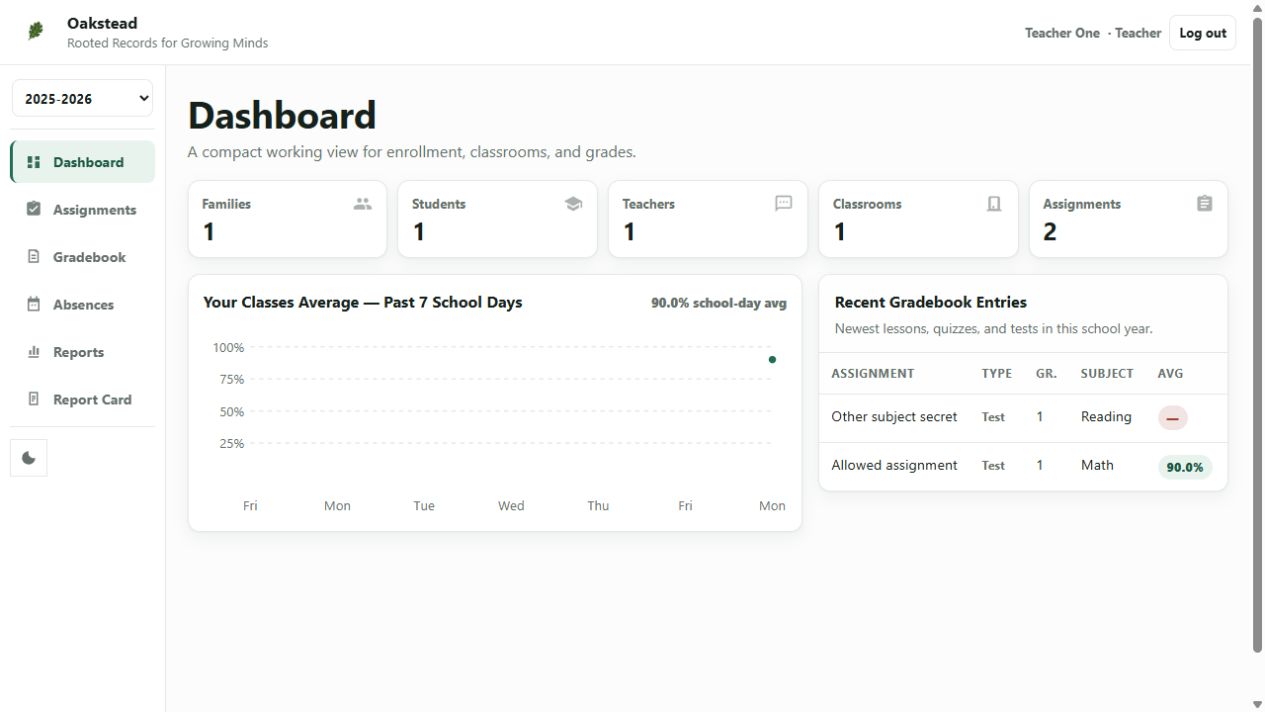 Oakstead
Rooted Records for Growing Minds
Teacher One · Teacher
Log out
2025-2026
Dashboard
Assignments
Gradebook
Absences
Reports
Report Card
Dashboard
A compact working view for enrollment, classrooms, and grades.
Families
1
Students
1
Teachers
1
Classrooms
1
Assignments
2
Your Classes Average — Past 7 School Days
90.0% school-day avg
100%
75%
50%
25%
Fri Mon Tue Wed Thu Fri Mon
Recent Gradebook Entries
Newest lessons, quizzes, and tests in this school year.
ASSIGNMENT TYPE GR. SUBJECT AVG
Other subject secret Test 1 Reading —
Allowed assignment Test 1 Math 90.0%